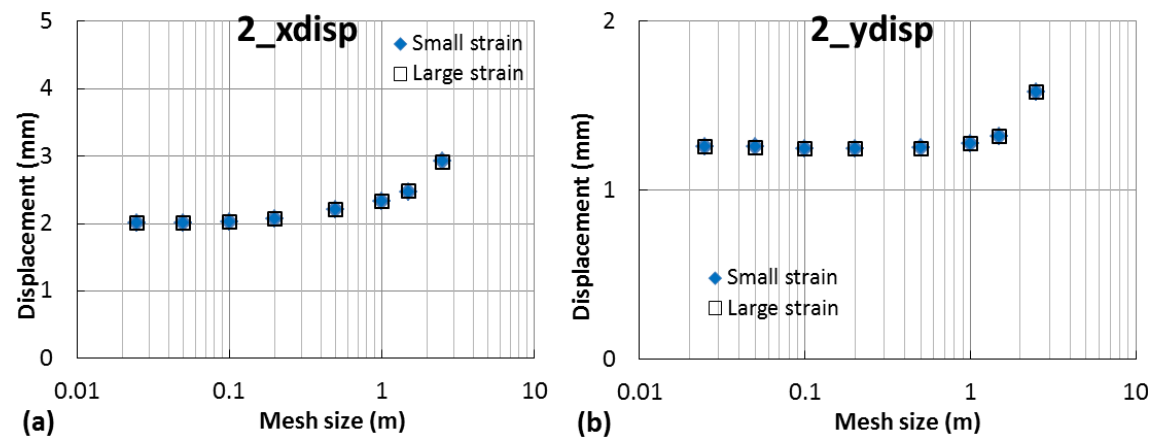 2_xdisp
5
4
3
2
1
0
Displacement (mm)
Small strain
Large strain
0.01
0.1
1
10
Mesh size (m)
(a)
2_ydisp
2
1
0
Displacement (mm)
Small strain
Large strain
0.01
0.1
1
10
Mesh size (m)
(b)